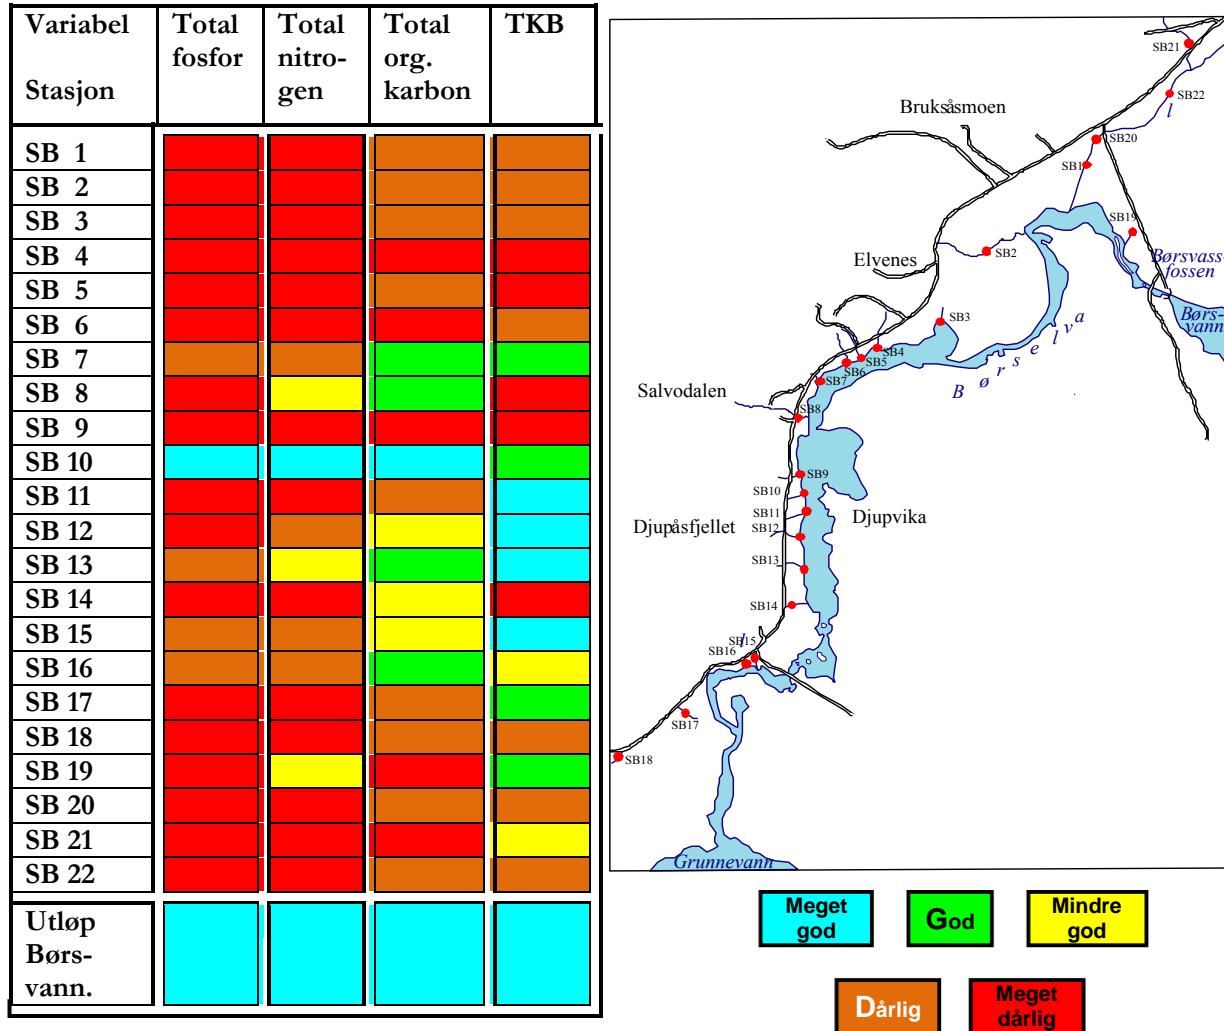 Variabel
Stasjon
Total
fosfor
Total
nitro-
gen
Total
org.
karbon
TKB
SB 1
SB 2
SB 3
SB 4
SB 5
SB 6
SB 7
SB 8
SB 9
SB 10
SB 11
SB 12
SB 13
SB 14
SB 15
SB 16
SB 17
SB 18
SB 19
SB 20
SB 21
SB 22
Utløp
Børs-
vann.
SB21
SB22
l
Bruksåsmoen
SB20
SB1
SB19
SB2
Børsvass-
fossen
Elvenes
Børs-
vann
SB3
SB4
SB5
SB6
SB7
Børselva
Salvodalen
SB8
SB9
SB10
SB11
Djupvika
Djupåsfjellet
SB12
SB13
SB14
l
SB15
SB16
SB17
SB18
Grunnevann
Meget
god
God
Mindre
god
Dårlig
Meget
dårlig